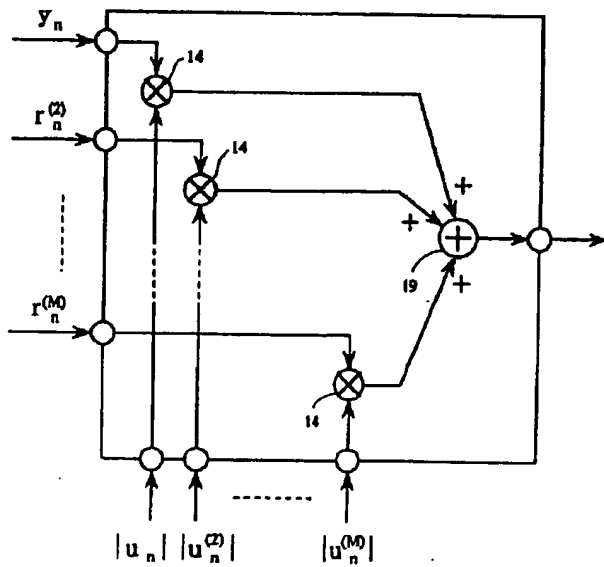 y_n
14
r_n^(2)
14
+
+
+
19
+
r_n^(M)
14
|u_n| |u_n^(2)| |u_n^(M)|